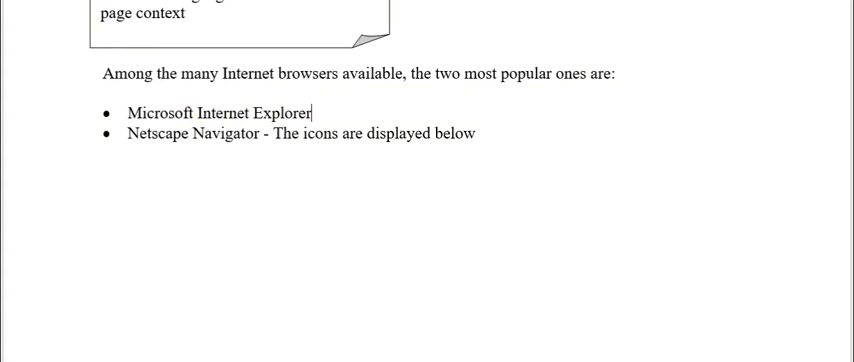 page context
Among the many Internet browsers available, the two most popular ones are:
• Microsoft Internet Explorer
• Netscape Navigator - The icons are displayed below